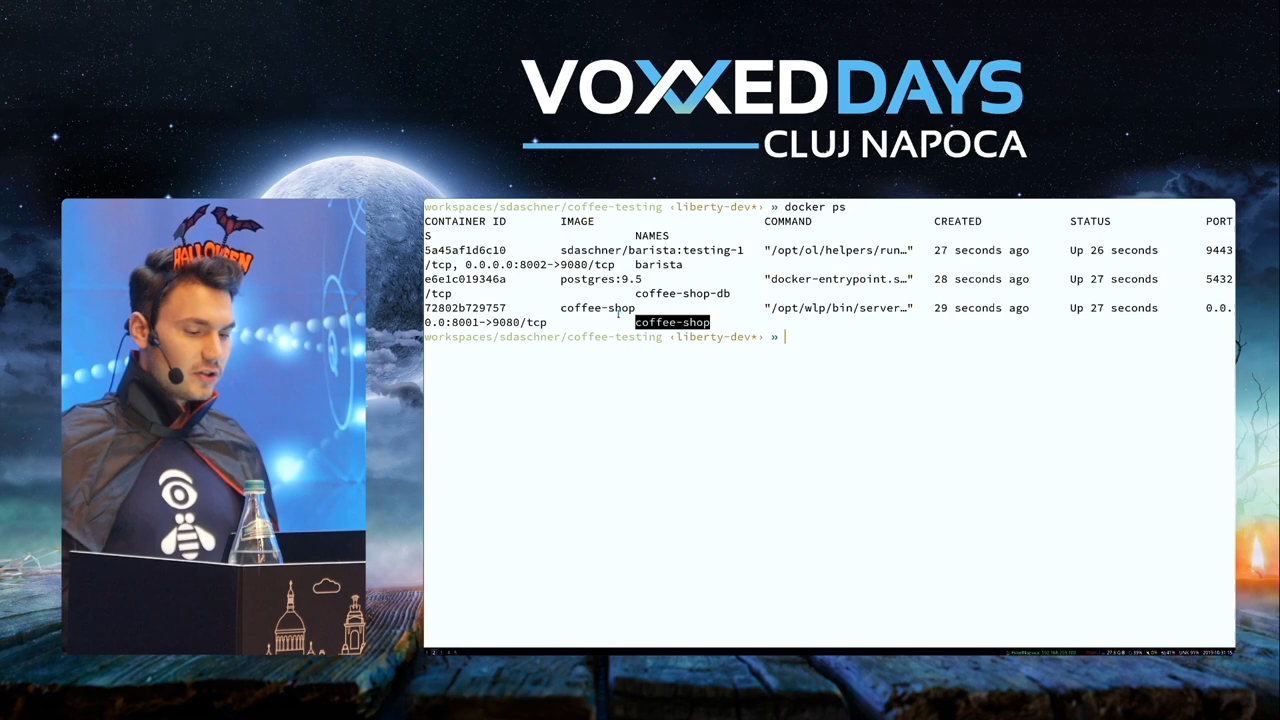 VOXXED DAYS
CLUJ NAPOCA
HALLOWEEN
workspaces/sdaschner/coffee-testing ‹liberty-dev*› » docker ps
CONTAINER ID IMAGE COMMAND CREATED STATUS PORT
S NAMES
5a45af1d6c10 sdaschner/barista:testing-1 "/opt/ol/helpers/run…" 27 seconds ago Up 26 seconds 9443
/tcp, 0.0.0.0:8002->9080/tcp barista
e6e1c019346a postgres:9.5 "docker-entrypoint.s…" 28 seconds ago Up 27 seconds 5432
/tcp coffee-shop-db
72802b729757 coffee-shop "/opt/wlp/bin/server…" 29 seconds ago Up 27 seconds 0.0.
0.0:8001->9080/tcp coffee-shop
workspaces/sdaschner/coffee-testing ‹liberty-dev*› »